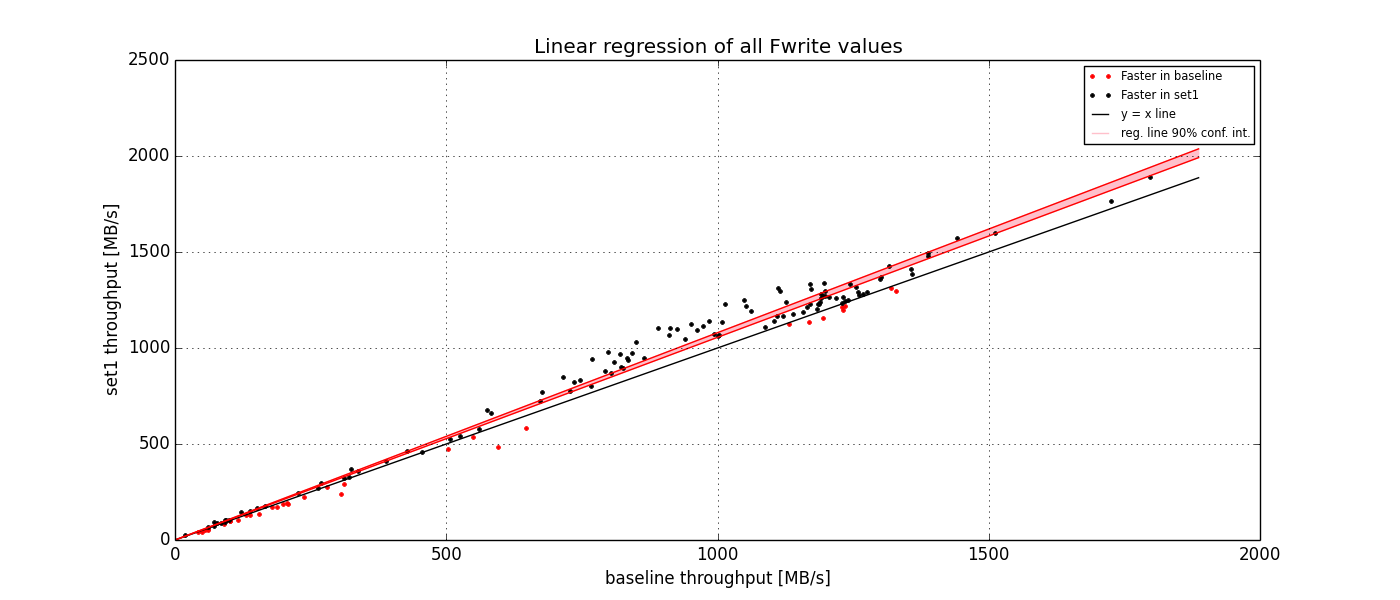 Linear regression of all Fwrite values
2500
2000
1500
1000
500
0
set1 throughput [MB/s]
Faster in baseline
Faster in set1
y = x line
reg. line 90% conf. int.
0
500
1000
1500
2000
baseline throughput [MB/s]